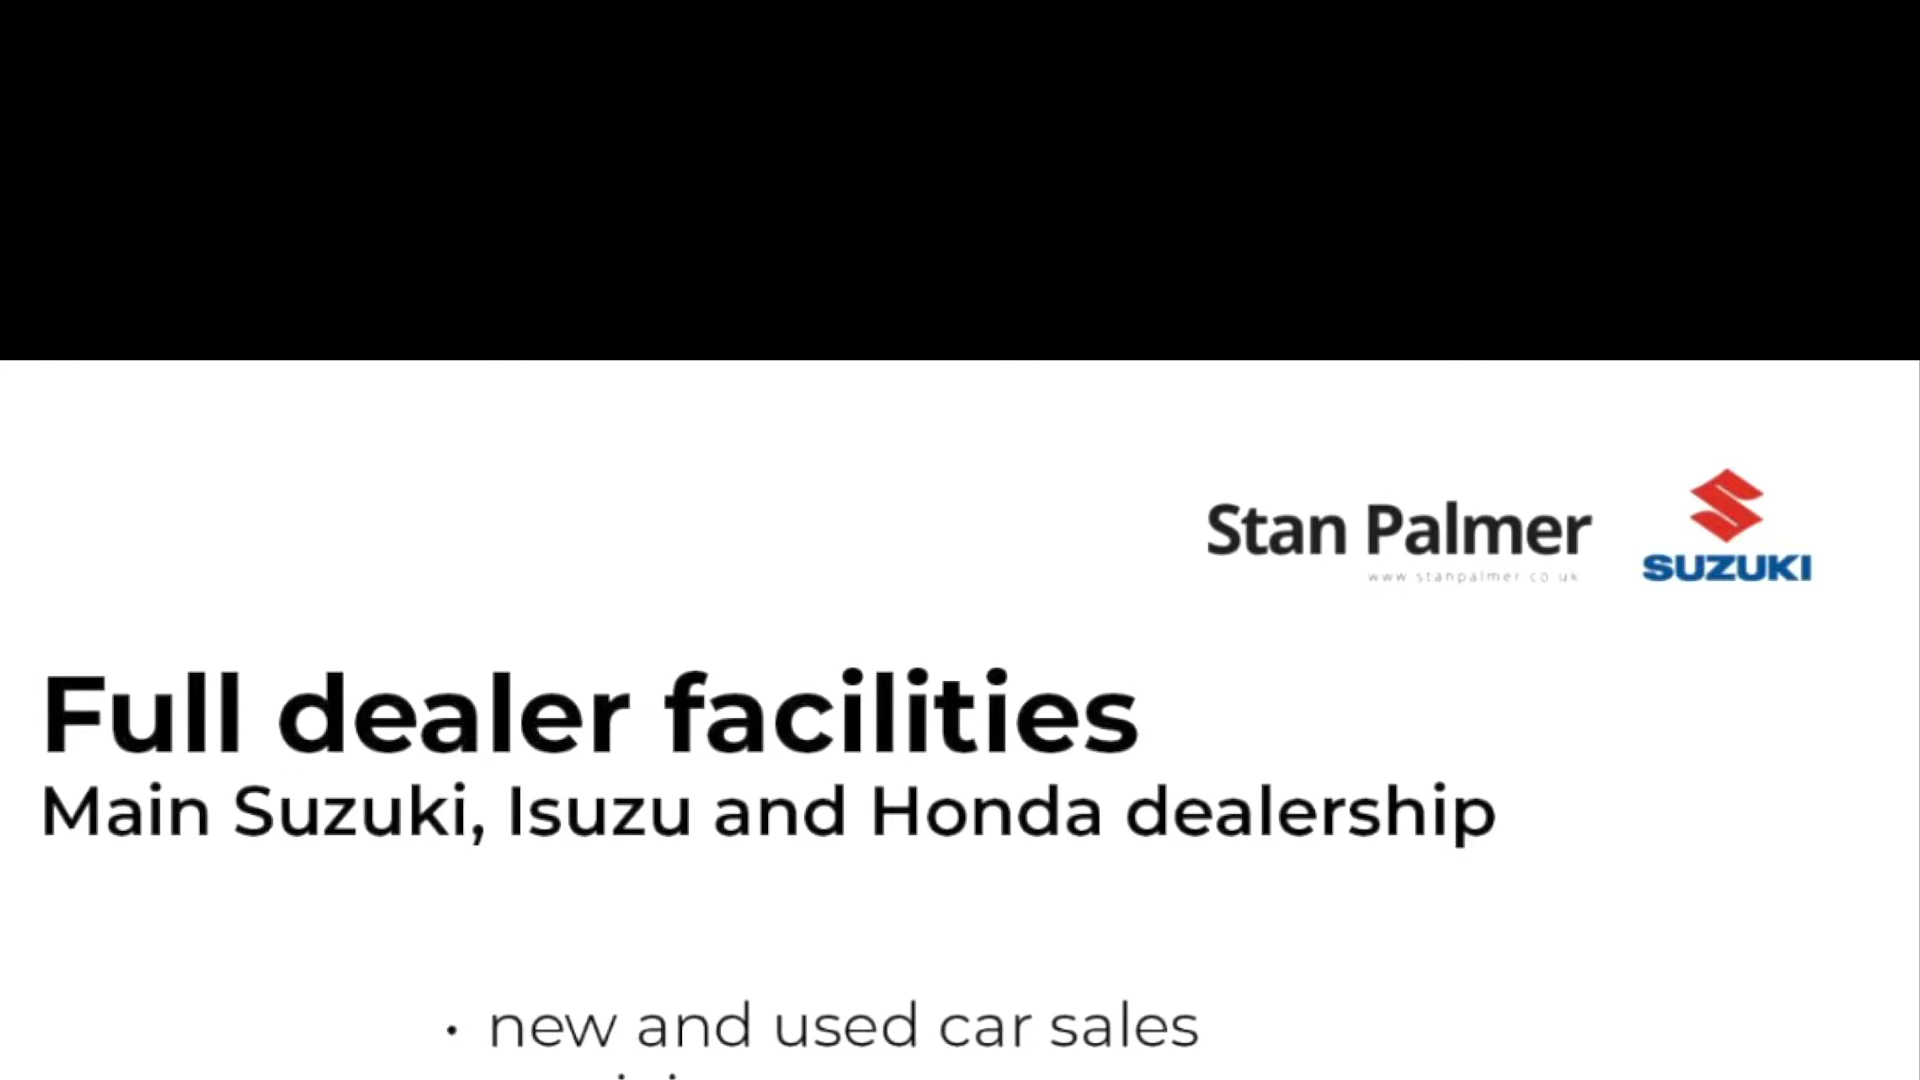 Stan Palmer
www stanpalmer co uk
SUZUKI
Full dealer facilities
Main Suzuki, Isuzu and Honda dealership
• new and used car sales